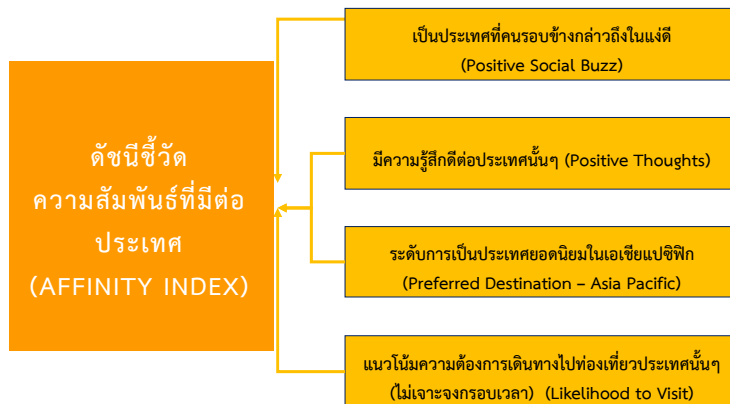 เป็นประเทศที่คนรอบข้างกล่าวถึงในแง่ดี
(Positive Social Buzz)
ดัชนีชี้วัด
ความสัมพันธ์ที่มีต่อ
ประเทศ
(AFFINITY INDEX)
มีความรู้สึกดีต่อประเทศนั้นๆ (Positive Thoughts)
ระดับการเป็นประเทศยอดนิยมในเอเชียแปซิฟิก
(Preferred Destination – Asia Pacific)
แนวโน้มความต้องการเดินทางไปท่องเที่ยวประเทศนั้นๆ
(ไม่เจาะจงกรอบเวลา) (Likelihood to Visit)